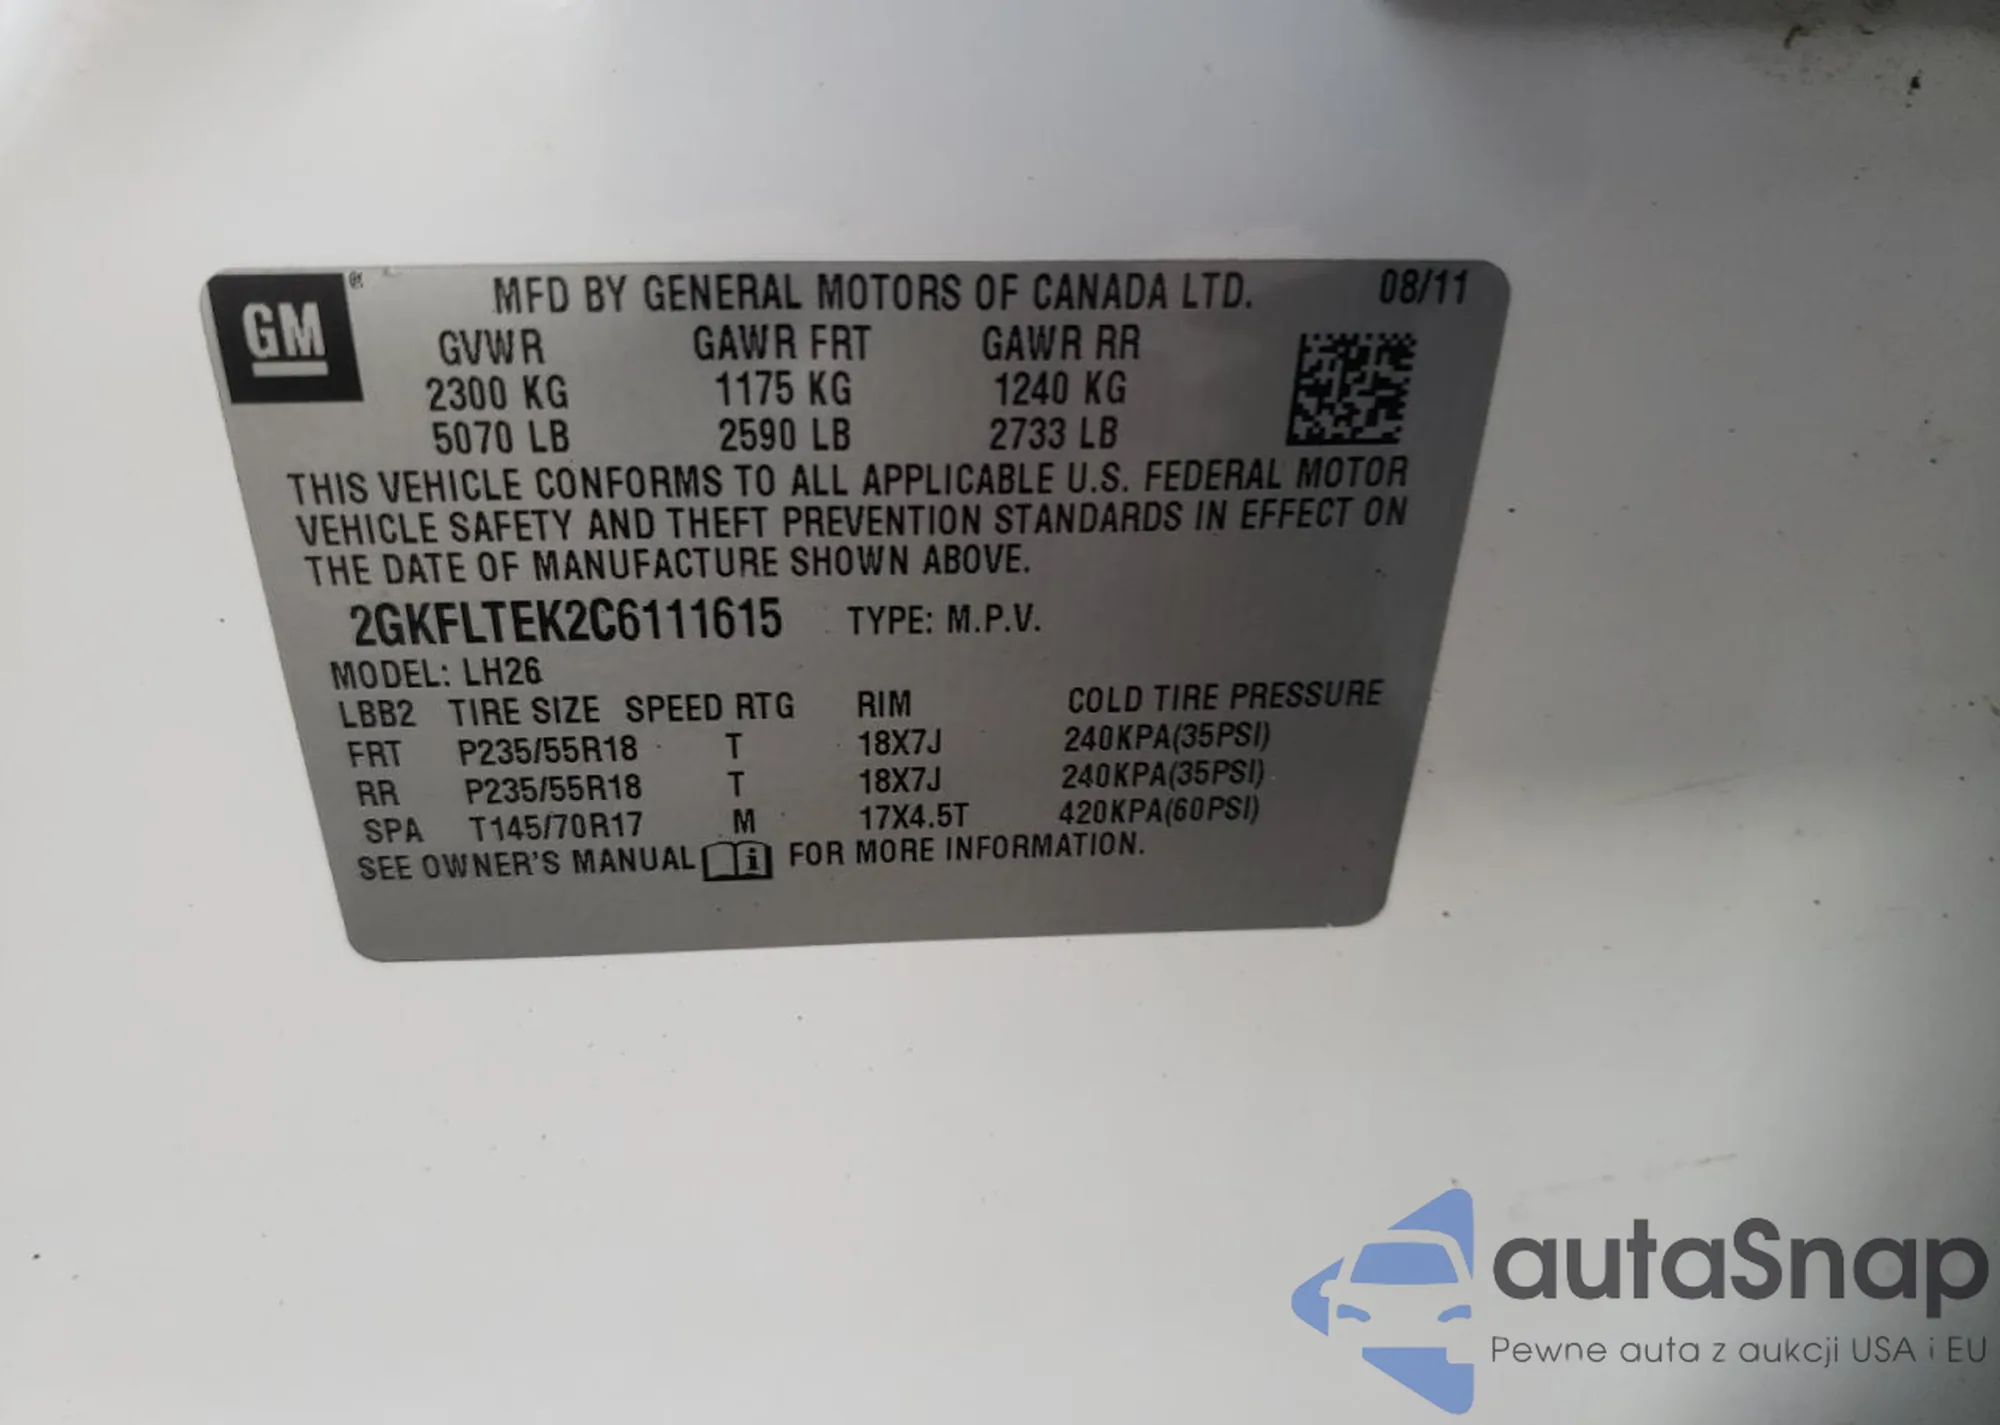 GM
MFD BY GENERAL MOTORS OF CANADA LTD. 08/11
GVWR GAWR FRT GAWR RR
2300 KG 1175 KG 1240 KG
5070 LB 2590 LB 2733 LB
THIS VEHICLE CONFORMS TO ALL APPLICABLE U.S. FEDERAL MOTOR
VEHICLE SAFETY AND THEFT PREVENTION STANDARDS IN EFFECT ON
THE DATE OF MANUFACTURE SHOWN ABOVE.
2GKFLTEK2C6111615 TYPE: M.P.V.
MODEL: LH26
LBB2 TIRE SIZE SPEED RTG RIM COLD TIRE PRESSURE
FRT P235/55R18 T 18X7J 240KPA(35PSI)
RR P235/55R18 T 18X7J 240KPA(35PSI)
SPA T145/70R17 M 17X4.5T 420KPA(60PSI)
SEE OWNER'S MANUAL i FOR MORE INFORMATION.
autaSnap
Pewne auta z aukcji USA i EU